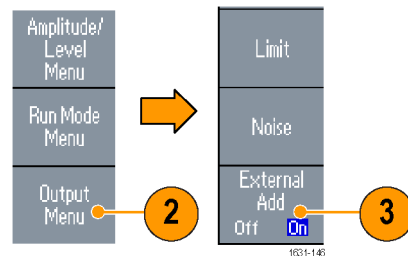 Amplitude/
Level
Menu
Run Mode
Menu
Output
Menu
2
Limit
Noise
External
Add
Off On
3
1631-146